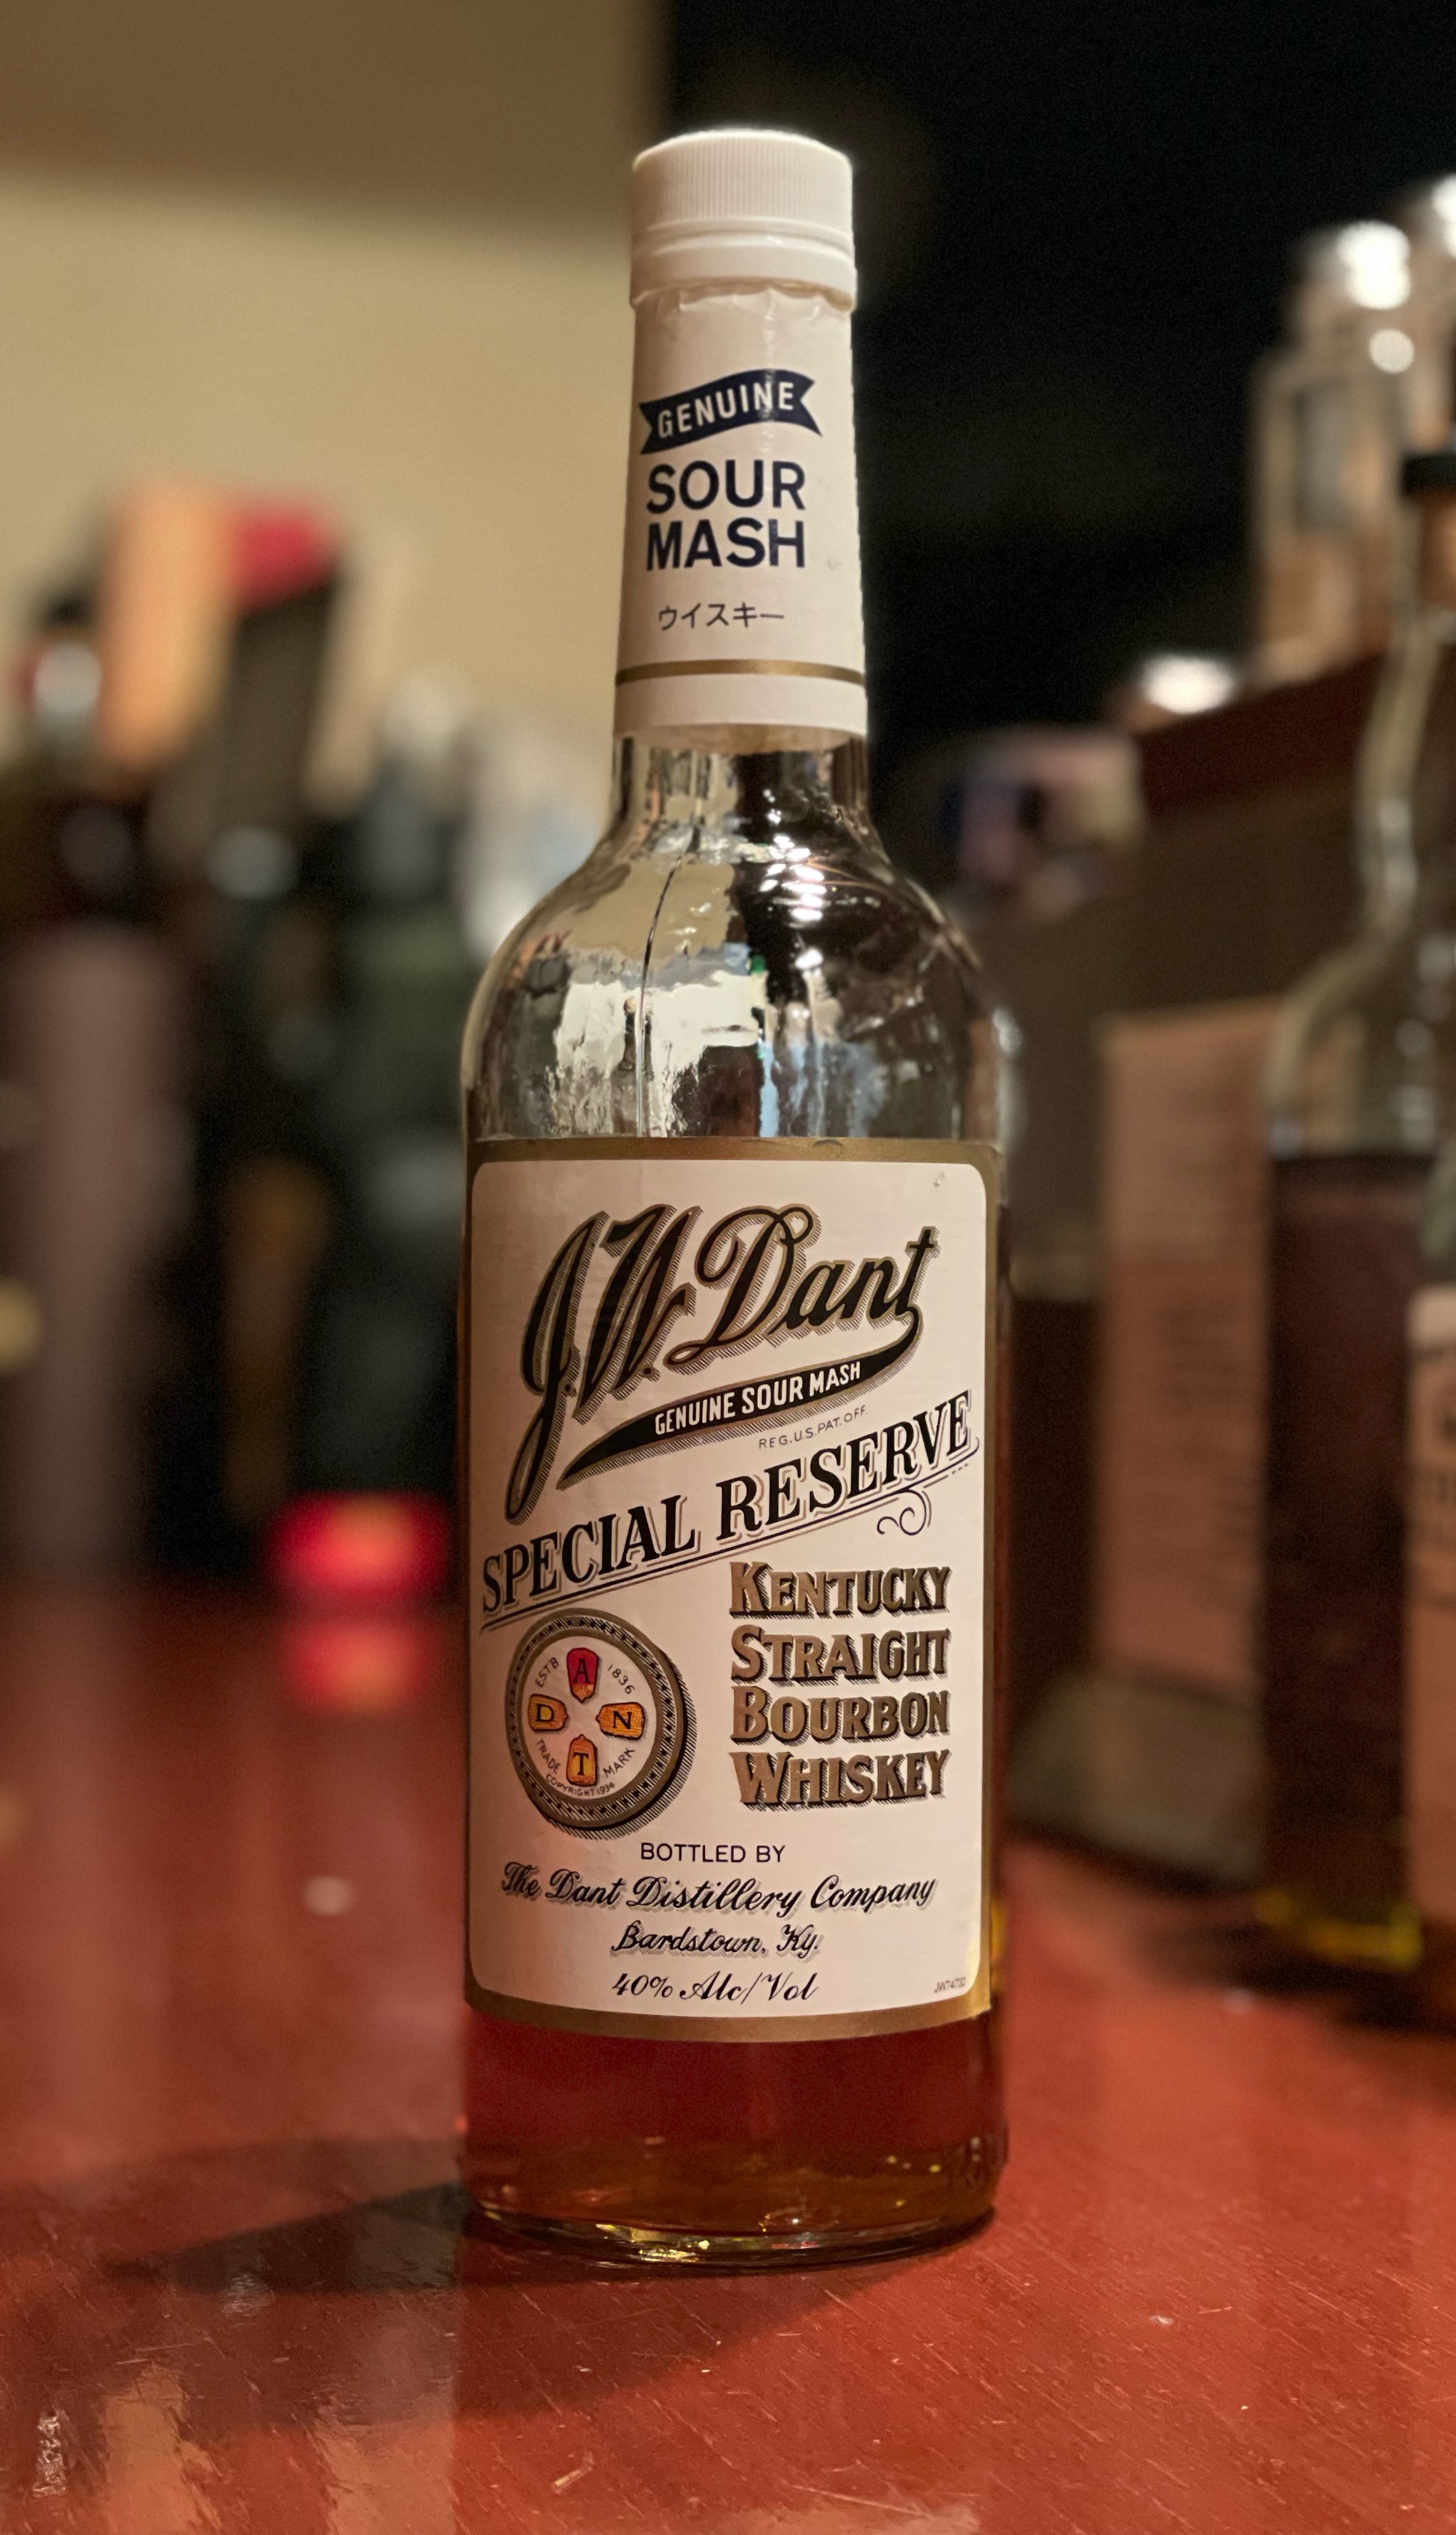 GENUINE
SOUR
MASH
ウイスキー
J.W. Dant
GENUINE SOUR MASH
REG.U.S.PAT.OFF.
SPECIAL RESERVE
KENTUCKY
STRAIGHT
BOURBON
WHISKEY
ESTB 1836
A
D N
T
TRADE MARK
COPYRIGHT 1934
BOTTLED BY
The Dant Distillery Company
Bardstown, Ky.
40% Alc/Vol